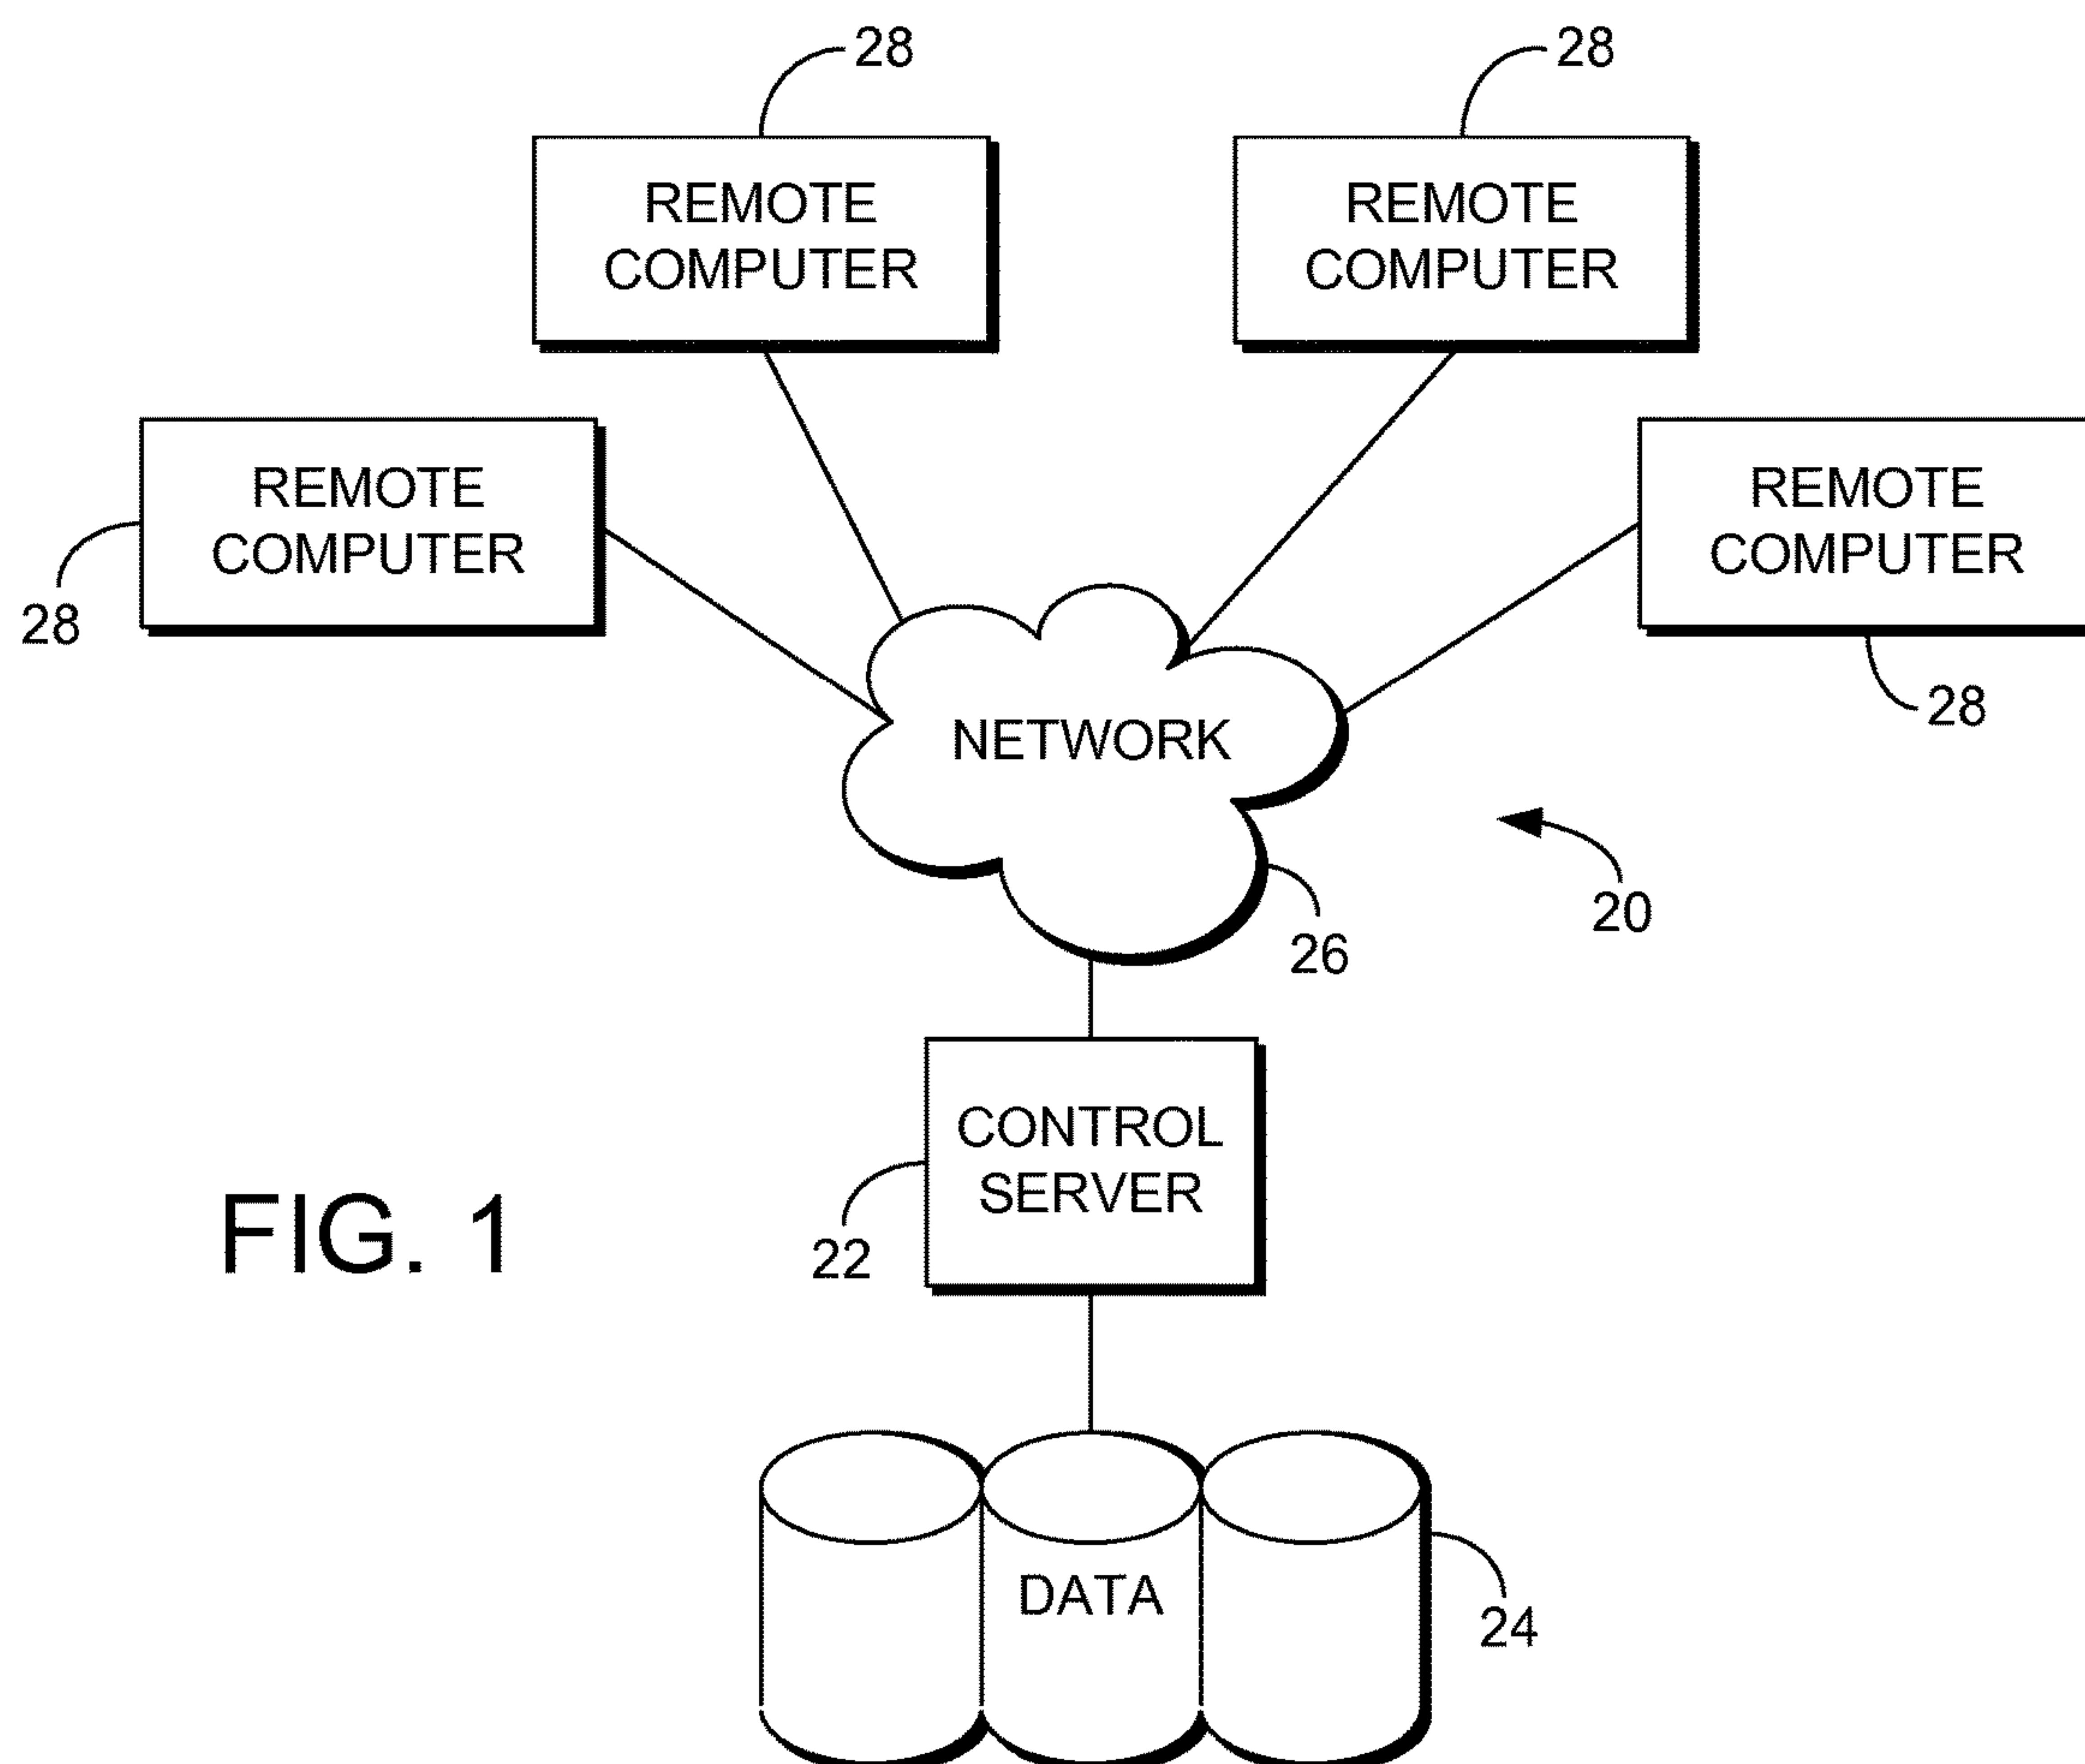 28
28
REMOTE
COMPUTER
REMOTE
COMPUTER
REMOTE
COMPUTER
28
REMOTE
COMPUTER
28
NETWORK
20
26
CONTROL
SERVER
22
FIG. 1
DATA
24